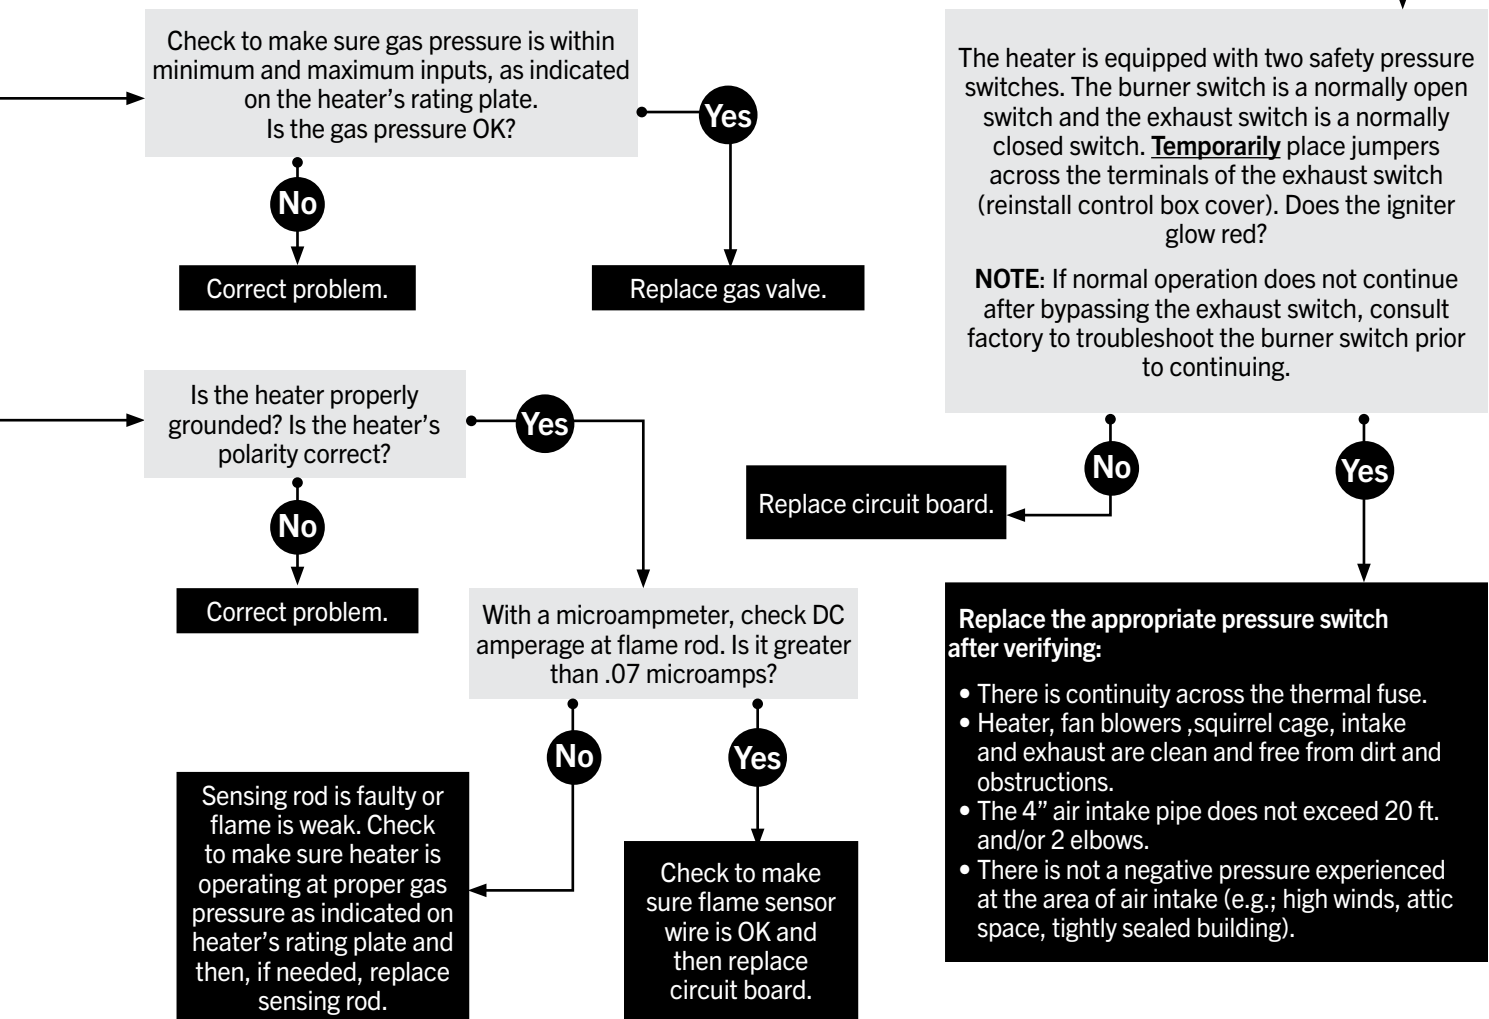 Check to make sure gas pressure is within
minimum and maximum inputs, as indicated
on the heater's rating plate.
Is the gas pressure OK?
Yes
No
Correct problem.
Replace gas valve.
Is the heater properly
grounded? Is the heater's
polarity correct?
Yes
No
Correct problem.
With a microampmeter, check DC
amperage at flame rod. Is it greater
than .07 microamps?
No
Yes
Sensing rod is faulty or
flame is weak. Check
to make sure heater is
operating at proper gas
pressure as indicated on
heater's rating plate and
then, if needed, replace
sensing rod.
Check to make
sure flame sensor
wire is OK and
then replace
circuit board.
The heater is equipped with two safety pressure
switches. The burner switch is a normally open
switch and the exhaust switch is a normally
closed switch. Temporarily place jumpers
across the terminals of the exhaust switch
(reinstall control box cover). Does the igniter
glow red?
NOTE: If normal operation does not continue
after bypassing the exhaust switch, consult
factory to troubleshoot the burner switch prior
to continuing.
No
Yes
Replace circuit board.
Replace the appropriate pressure switch
after verifying:
• There is continuity across the thermal fuse.
• Heater, fan blowers ,squirrel cage, intake
and exhaust are clean and free from dirt and
obstructions.
• The 4” air intake pipe does not exceed 20 ft.
and/or 2 elbows.
• There is not a negative pressure experienced
at the area of air intake (e.g.; high winds, attic
space, tightly sealed building).